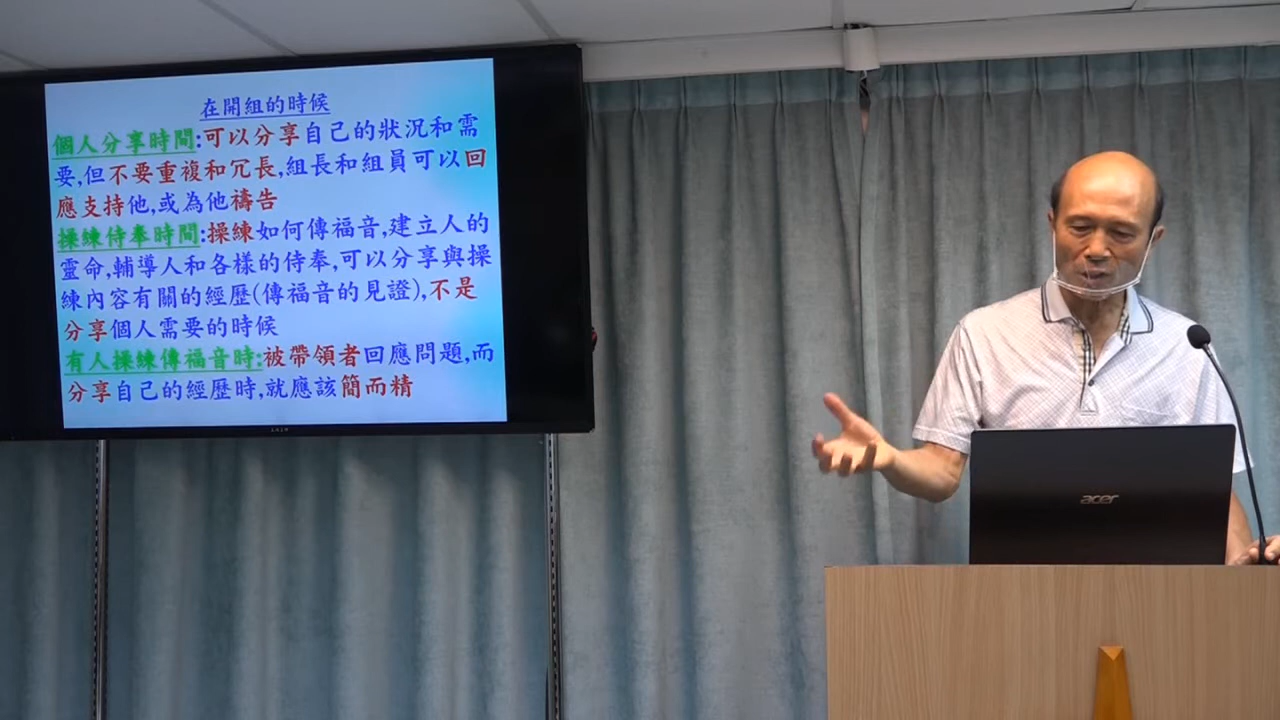 在開組的時候
個人分享時間:可以分享自己的狀況和需
要,但不要重複和冗長,組長和組員可以回
應支持他,或為他禱告
操練侍奉時間:操練如何傳福音,建立人的
靈命,輔導人和各樣的侍奉,可以分享與操
練內容有關的經歷(傳福音的見證),不是
分享個人需要的時候
有人操練傳福音時:被帶領者回應問題,而
分享自己的經歷時,就應該簡而精
acer